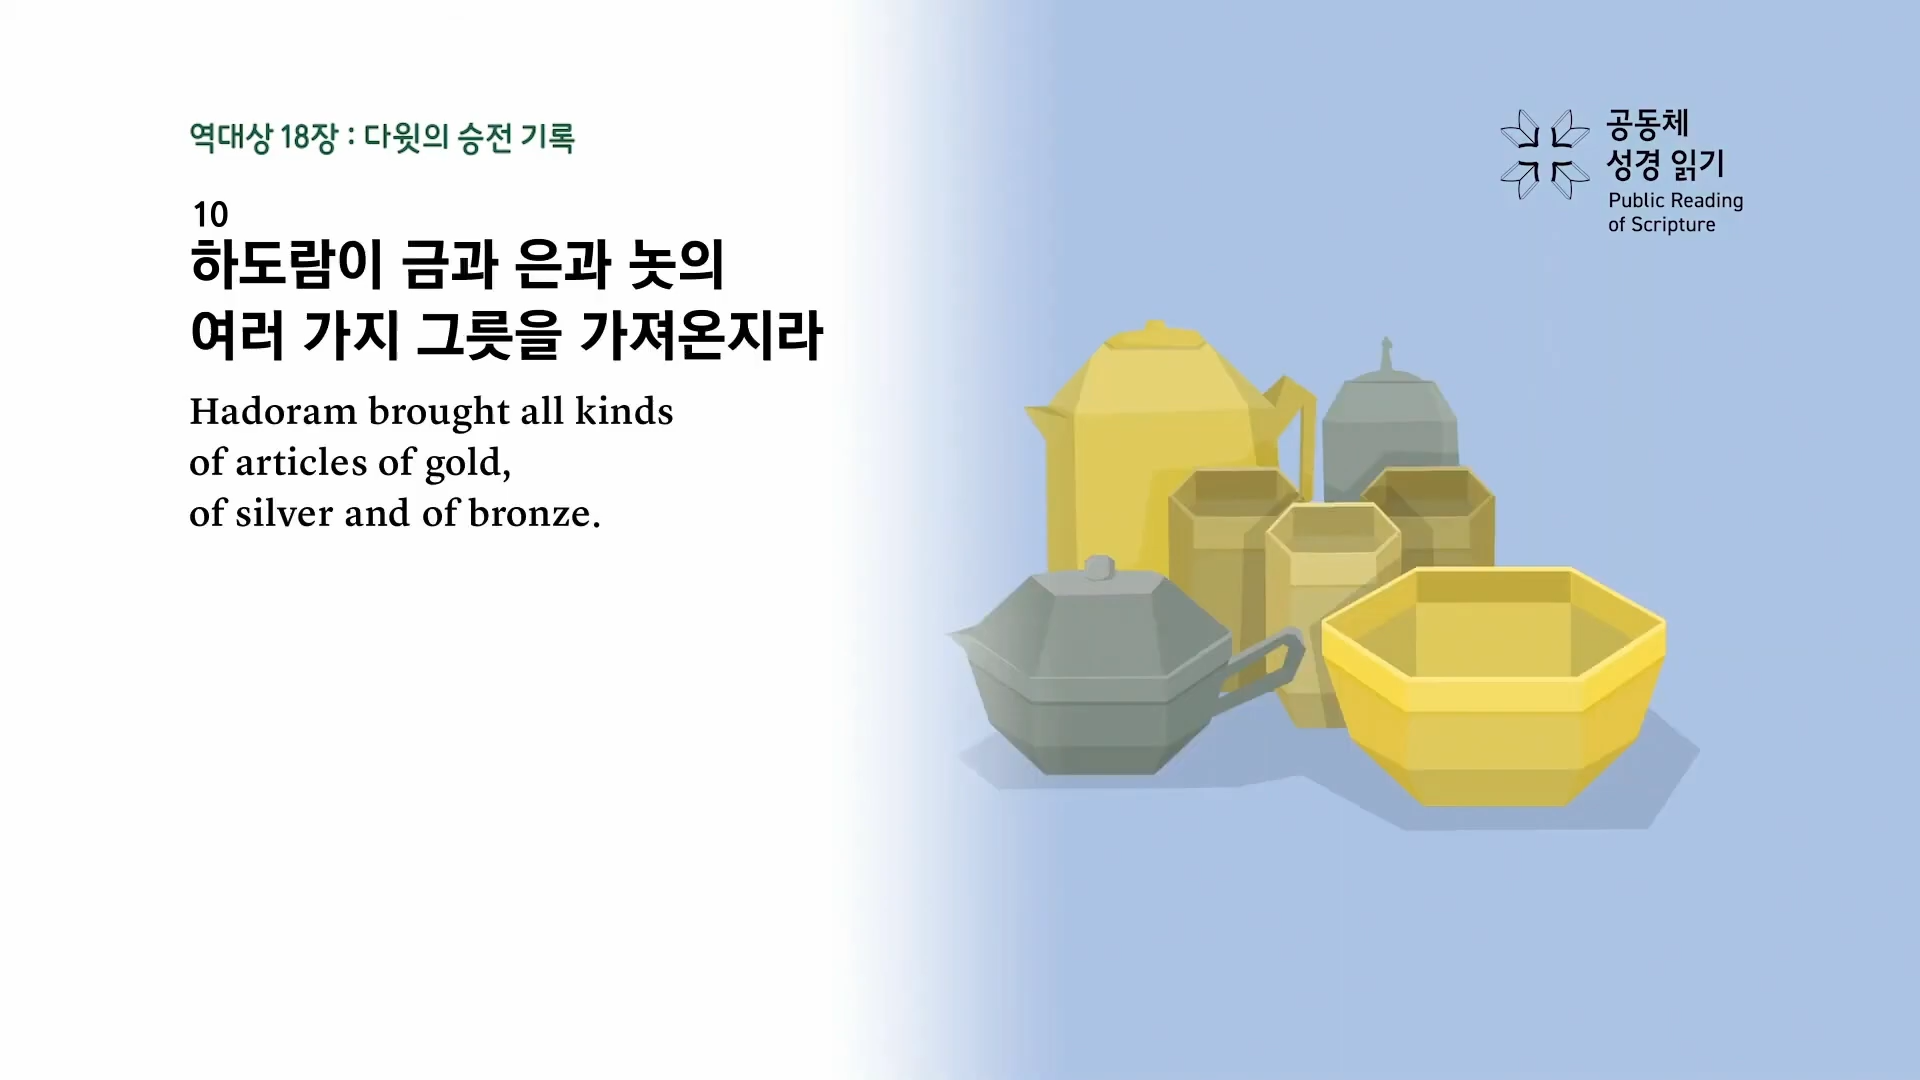 역대상 18장 : 다윗의 승전 기록
10
하도람이 금과 은과 놋의
여러 가지 그릇을 가져온지라
Hadoram brought all kinds
of articles of gold,
of silver and of bronze.
공동체
성경 읽기
Public Reading
of Scripture